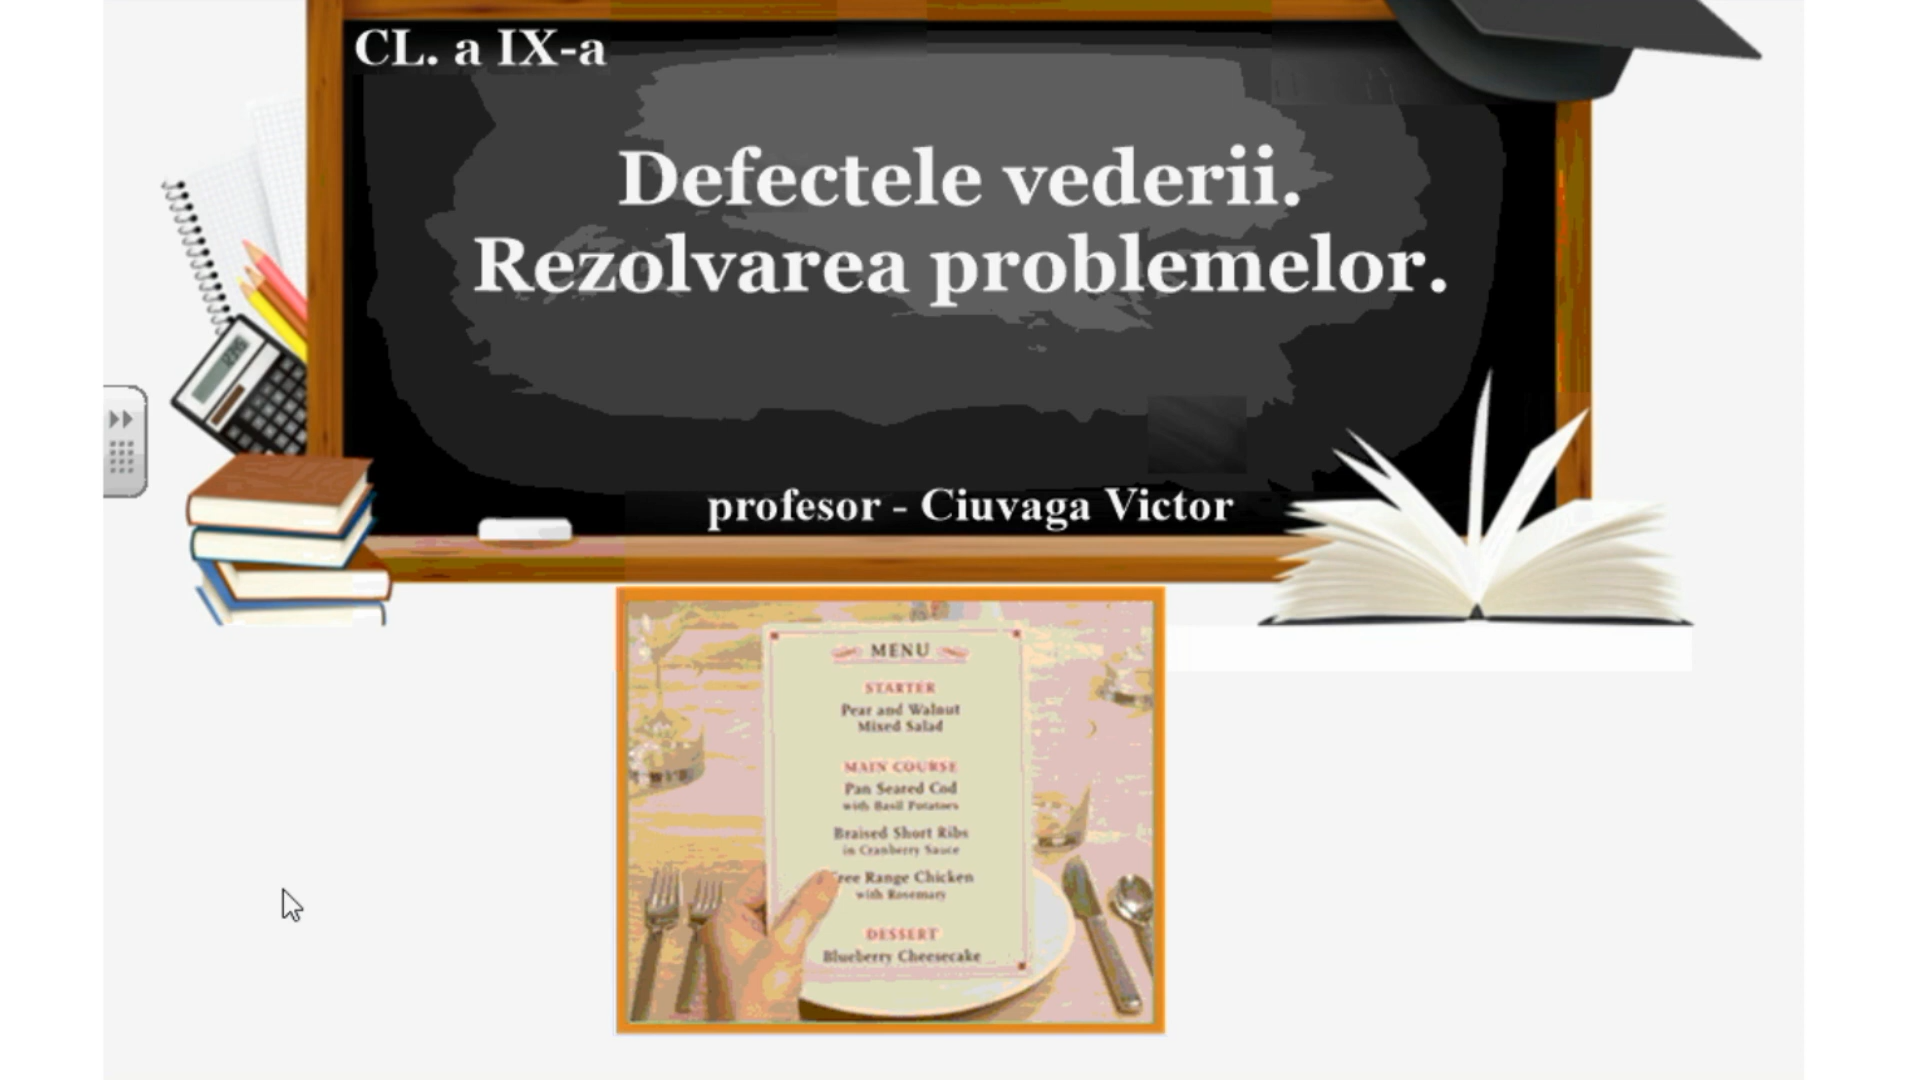 CL. a IX-a
Defectele vederii.
Rezolvarea problemelor.
profesor - Ciuvaga Victor
MENU
STARTER
Pear and Walnut
Mixed Salad
MAIN COURSE
Pan Seared Cod
with Basil Potatoes
Braised Short Ribs
in Cranberry Sauce
ree Range Chicken
with Rosemary
DESSERT
Blueberry Cheesecake